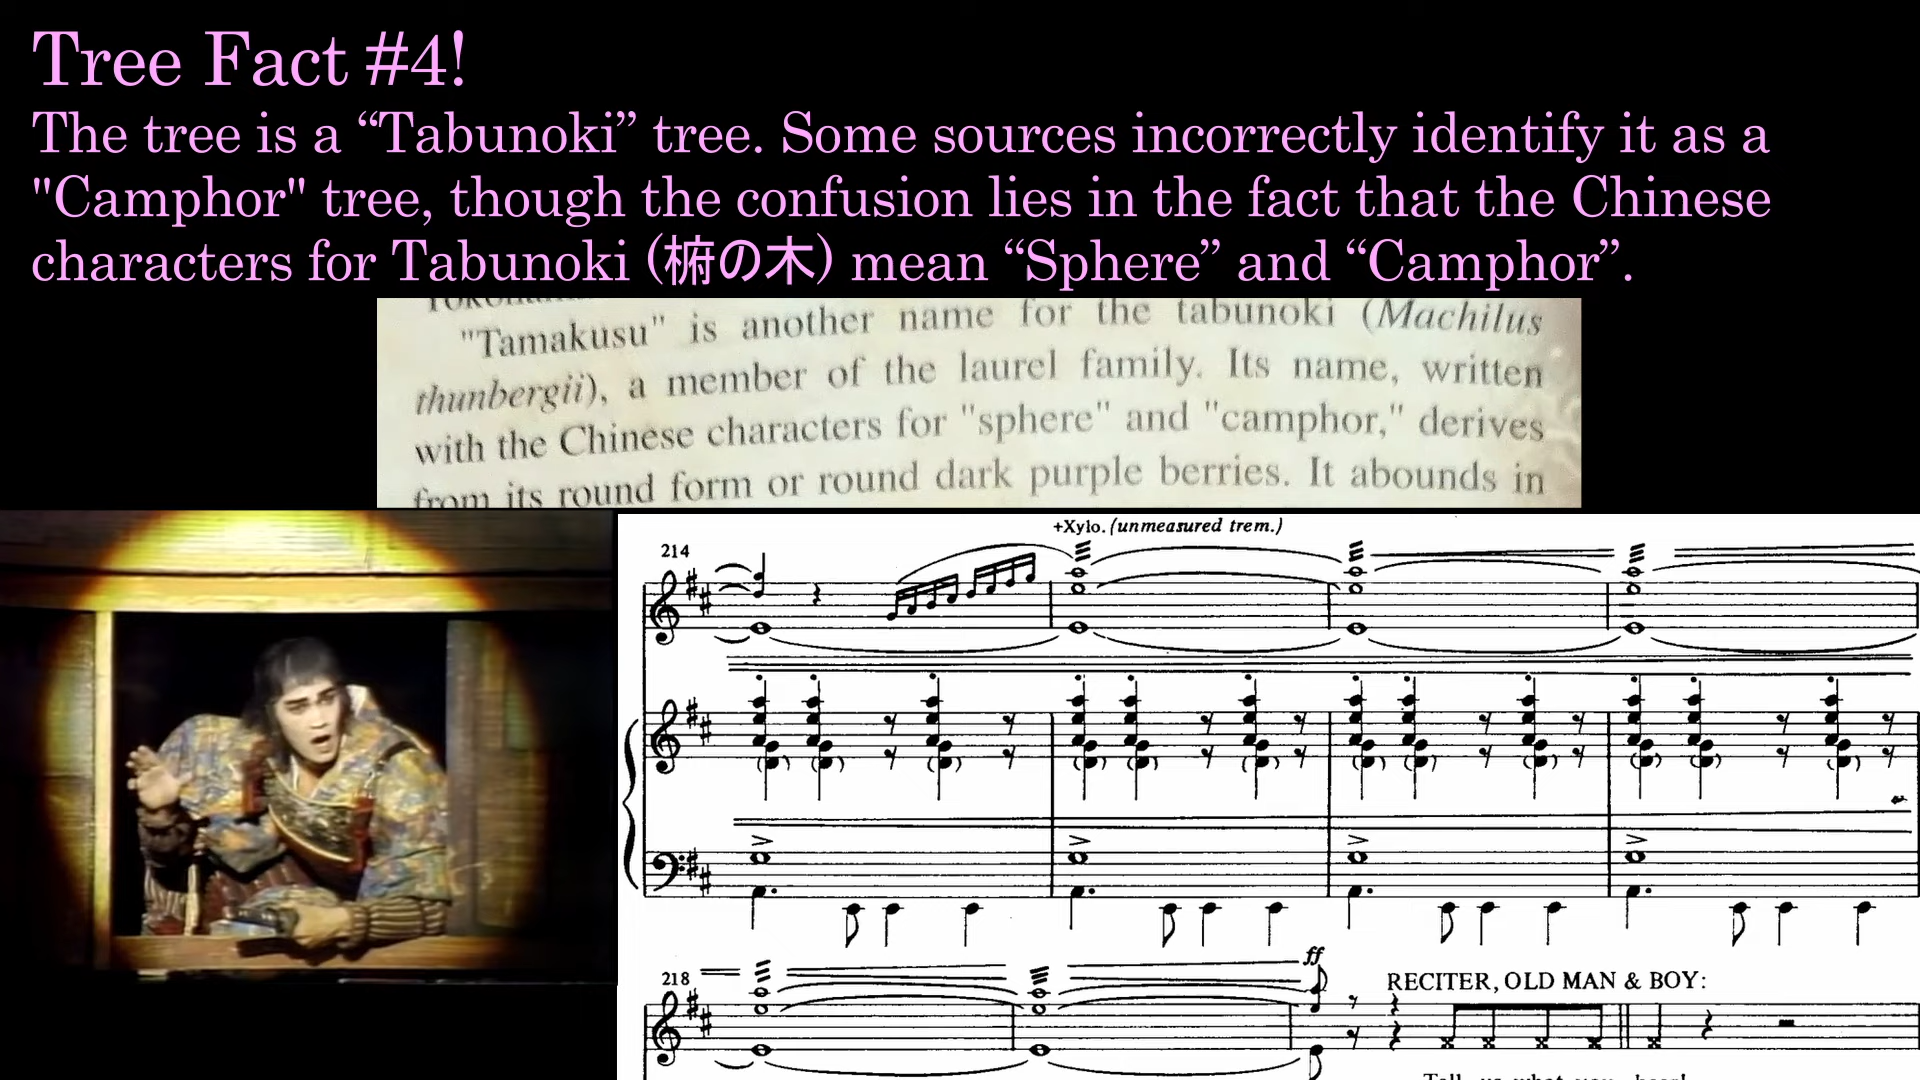 Tree Fact #4!
The tree is a “Tabunoki” tree. Some sources incorrectly identify it as a
"Camphor" tree, though the confusion lies in the fact that the Chinese
characters for Tabunoki (椨の木) mean “Sphere” and “Camphor”.
"Tamakusu" is another name for the tabunoki (Machilus
thunbergii), a member of the laurel family. Its name, written
with the Chinese characters for "sphere" and "camphor," derives
from its round form or round dark purple berries. It abounds in
+Xylo. (unmeasured trem.)
214
218
ff
RECITER, OLD MAN & BOY: